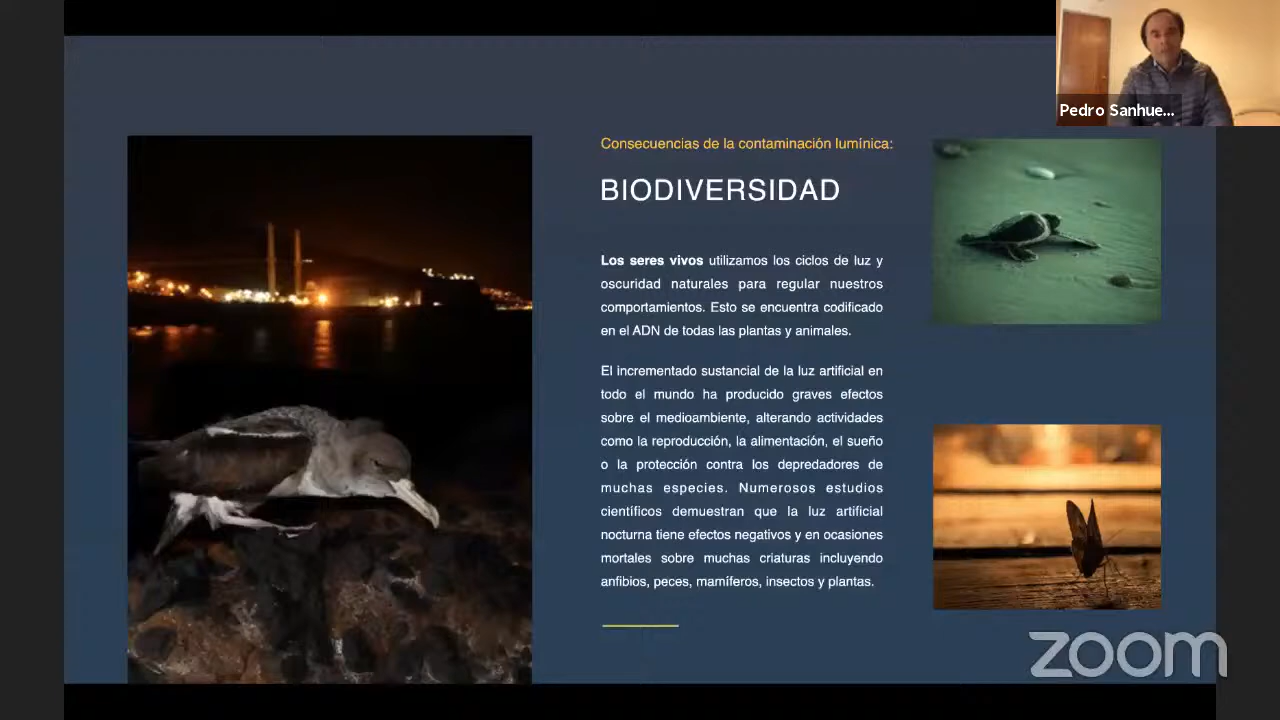 Pedro Sanhue...
Consecuencias de la contaminación lumínica:
BIODIVERSIDAD
Los seres vivos utilizamos los ciclos de luz y
oscuridad naturales para regular nuestros
comportamientos. Esto se encuentra codificado
en el ADN de todas las plantas y animales.
El incrementado sustancial de la luz artificial en
todo el mundo ha producido graves efectos
sobre el medioambiente, alterando actividades
como la reproducción, la alimentación, el sueño
o la protección contra los depredadores de
muchas especies. Numerosos estudios
científicos demuestran que la luz artificial
nocturna tiene efectos negativos y en ocasiones
mortales sobre muchas criaturas incluyendo
anfibios, peces, mamíferos, insectos y plantas.
zoom